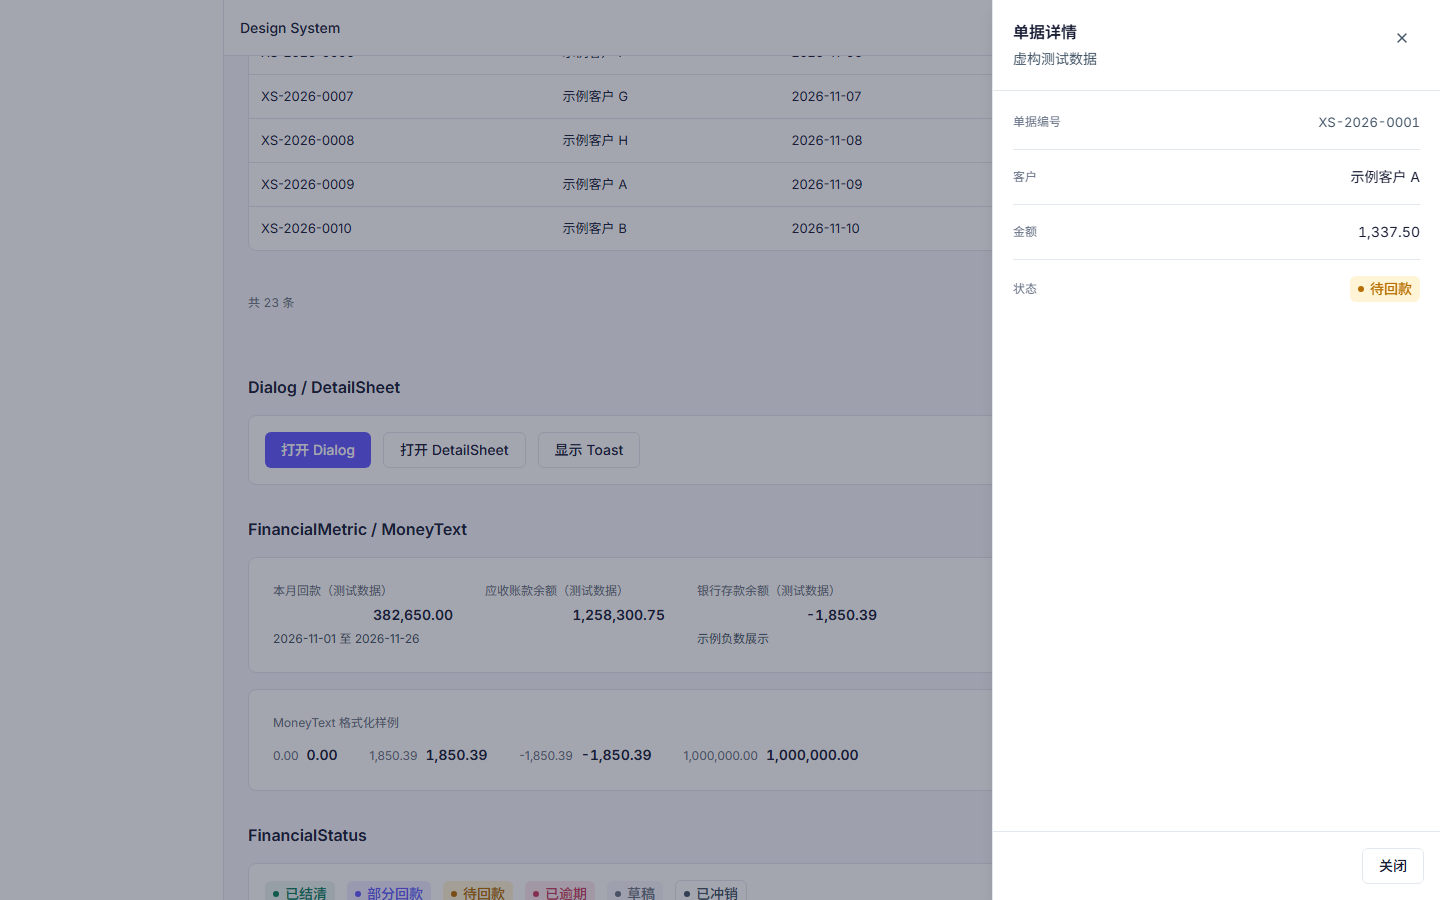 Design System
XS-2026-0007 示例客户 G 2026-11-07
XS-2026-0008 示例客户 H 2026-11-08
XS-2026-0009 示例客户 A 2026-11-09
XS-2026-0010 示例客户 B 2026-11-10
共 23 条
Dialog / DetailSheet
打开 Dialog 打开 DetailSheet 显示 Toast
FinancialMetric / MoneyText
本月回款（测试数据） 应收账款余额（测试数据） 银行存款余额（测试数据）
382,650.00 1,258,300.75 -1,850.39
2026-11-01 至 2026-11-26 示例负数展示
MoneyText 格式化样例
0.00 0.00 1,850.39 1,850.39 -1,850.39 -1,850.39 1,000,000.00 1,000,000.00
FinancialStatus
已结清 部分回款 待回款 已逾期 草稿 已冲销
单据详情
虚构测试数据
单据编号 XS-2026-0001
客户 示例客户 A
金额 1,337.50
状态 待回款
关闭